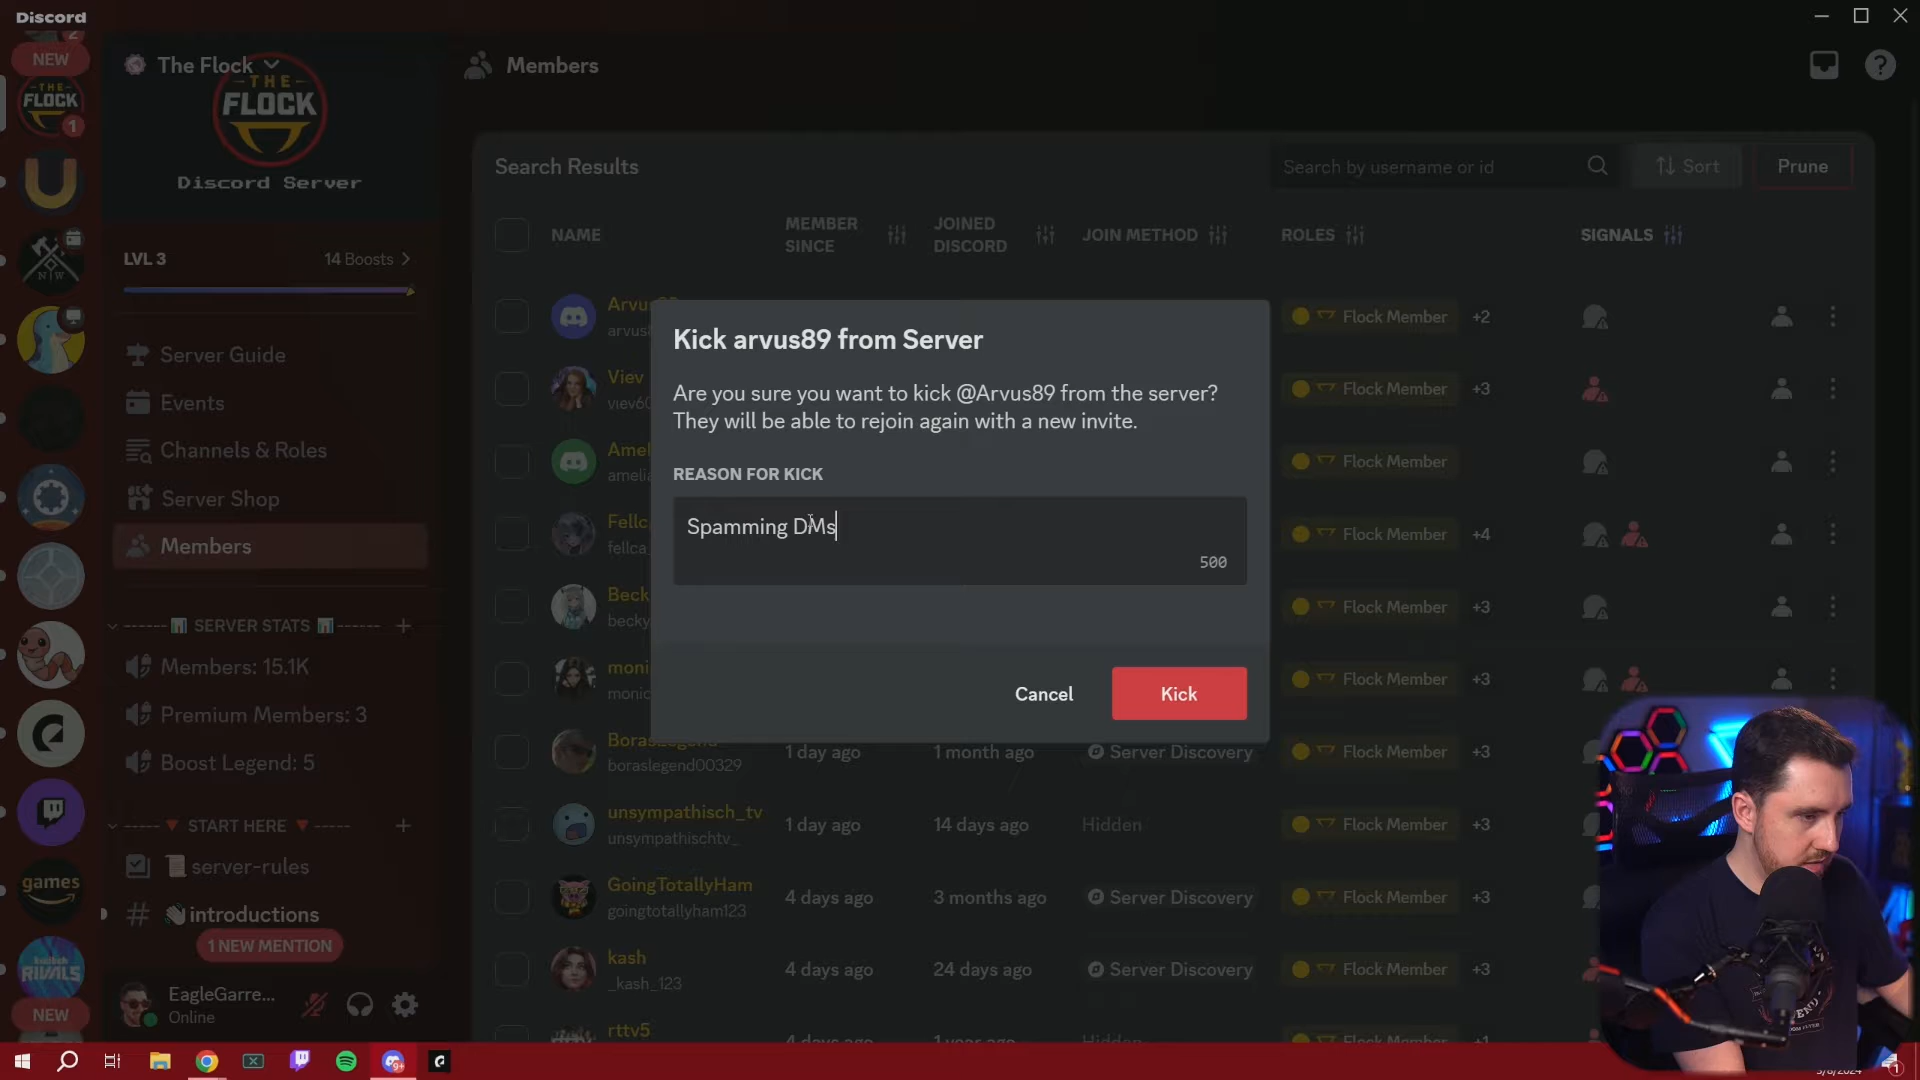 Discord
2
NEW
THE
FLOCK
1
The Flock
THE
FLOCK
Discord Server
Members
Search Results
Search by username or id
Sort
Prune
NAME
MEMBER
SINCE
JOINED
DISCORD
JOIN METHOD
ROLES
SIGNALS
LVL 3
14 Boosts
Server Guide
Events
Channels & Roles
Server Shop
Members
SERVER STATS
Members: 15.1K
Premium Members: 3
Boost Legend: 5
START HERE
server-rules
introductions
1 NEW MENTION
NW
games
RIVALS
NEW
EagleGarre...
Online
Flock Member +2
Viev
Flock Member +3
Flock Member
Flock Member +4
Flock Member +3
Flock Member +3
Kick arvus89 from Server
Are you sure you want to kick @Arvus89 from the server?
They will be able to rejoin again with a new invite.
REASON FOR KICK
Spamming DMs
500
Cancel
Kick
boraslegend00329
1 day ago
1 month ago
Server Discovery
Flock Member +3
unsympathisch_tv
unsympathischtv_
1 day ago
14 days ago
Hidden
Flock Member +3
GoingTotallyHam
goingtotallyham123
4 days ago
3 months ago
Server Discovery
Flock Member +3
kash
_kash_123
4 days ago
24 days ago
Server Discovery
Flock Member +3
rttv5